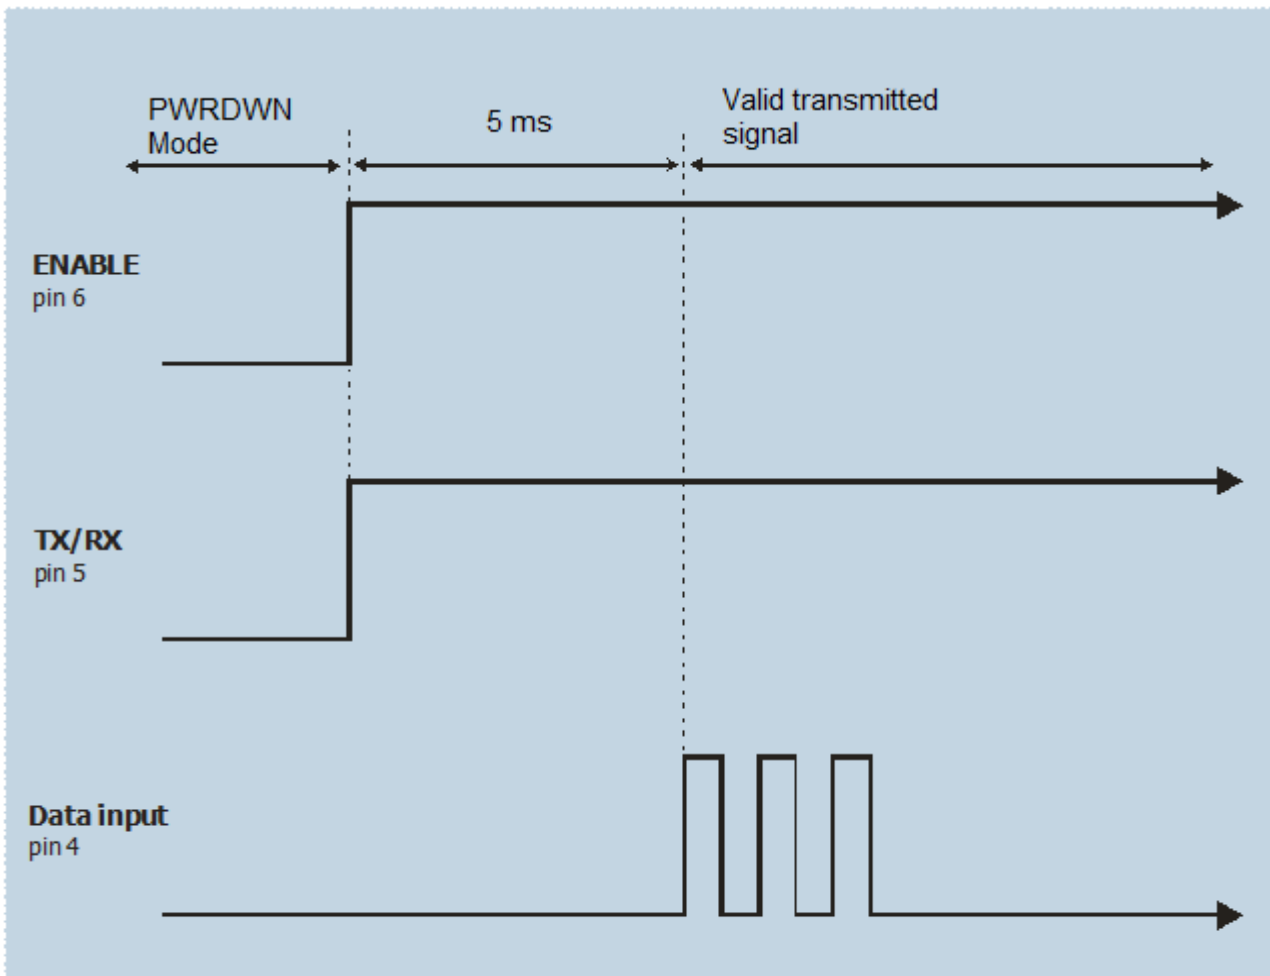 PWRDWN
Mode
5 ms
Valid transmitted
signal
ENABLE
pin 6
TX/RX
pin 5
Data input
pin 4